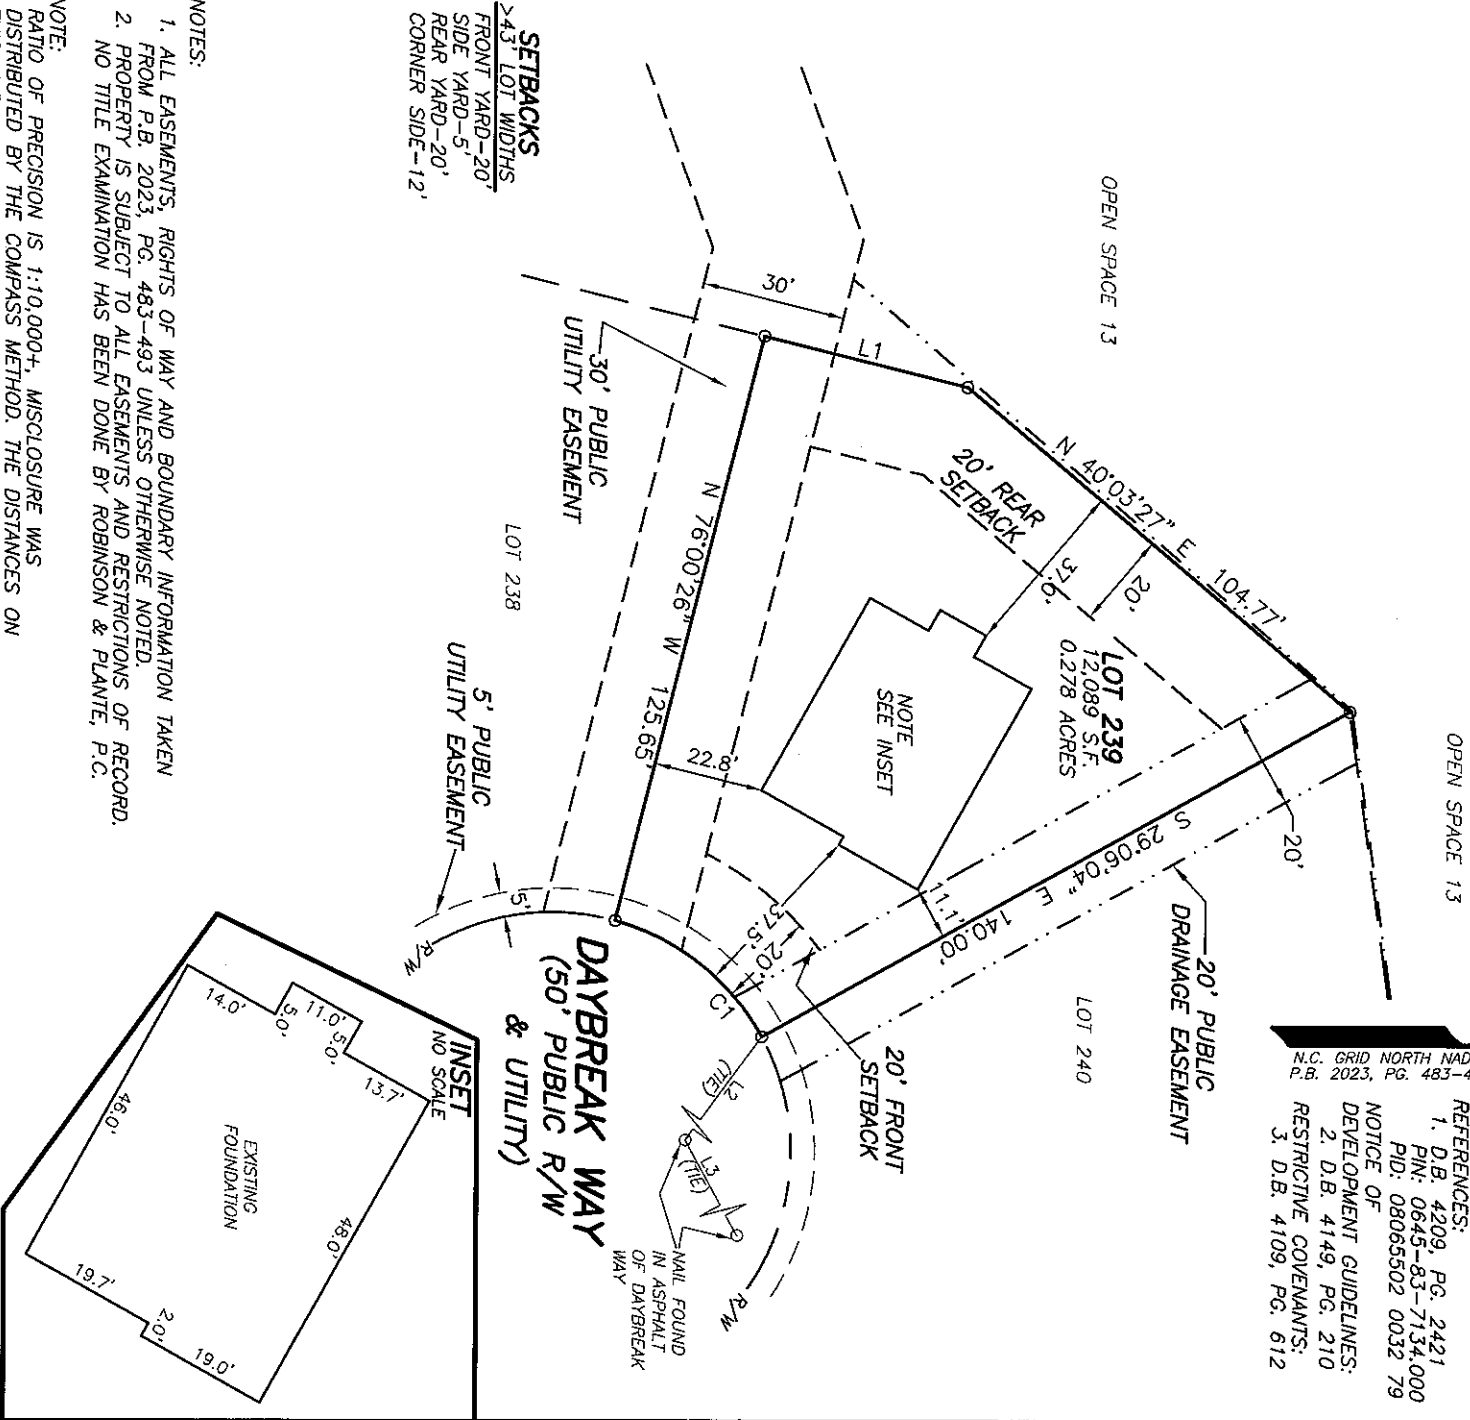 OPEN SPACE 13
OPEN SPACE 13
SETBACKS
>43' LOT WIDTHS
FRONT YARD-20'
SIDE YARD-5'
REAR YARD-20'
CORNER SIDE-12'
N.C. GRID NORTH NAD
P.B. 2023, PG. 483-4
REFERENCES:
1. D.B. 4209, PG. 2421
PIN: 0645-83-7134.000
PID: 08065502 0032 79
NOTICE OF
DEVELOPMENT GUIDELINES:
2. D.B. 4149, PG. 210
RESTRICTIVE COVENANTS:
3. D.B. 4109, PG. 612
30'
L1
N 40°03'27" E 104.77'
20' REAR
SETBACK
37.0'
20'
LOT 239
12,089 S.F.
0.278 ACRES
NOTE
SEE INSET
20'
S 29°06'04" E 140.00'
20' PUBLIC
DRAINAGE EASEMENT
LOT 240
30' PUBLIC
UTILITY EASEMENT
N 76°00'26" W 125.65'
22.8'
11.1'
37.5'
20'
C1
20' FRONT
SETBACK
LOT 238
5' PUBLIC
UTILITY EASEMENT
5'
R/W
DAYBREAK WAY
(50' PUBLIC R/W
& UTILITY)
L2
(TIE)
L3
(TIE)
NAIL FOUND
IN ASPHALT
OF DAYBREAK
WAY
R/W
INSET
NO SCALE
14.0'
5.0'
11.0'
5.0'
13.7'
46.0'
EXISTING
FOUNDATION
48.0'
19.7'
2.0'
19.0'
NOTES:
1. ALL EASEMENTS, RIGHTS OF WAY AND BOUNDARY INFORMATION TAKEN
FROM P.B. 2023, PG. 483-493 UNLESS OTHERWISE NOTED.
2. PROPERTY IS SUBJECT TO ALL EASEMENTS AND RESTRICTIONS OF RECORD.
NO TITLE EXAMINATION HAS BEEN DONE BY ROBINSON & PLANTE, P.C.
NOTE:
RATIO OF PRECISION IS 1:10,000+, MISCLOSURE WAS
DISTRIBUTED BY THE COMPASS METHOD. THE DISTANCES ON